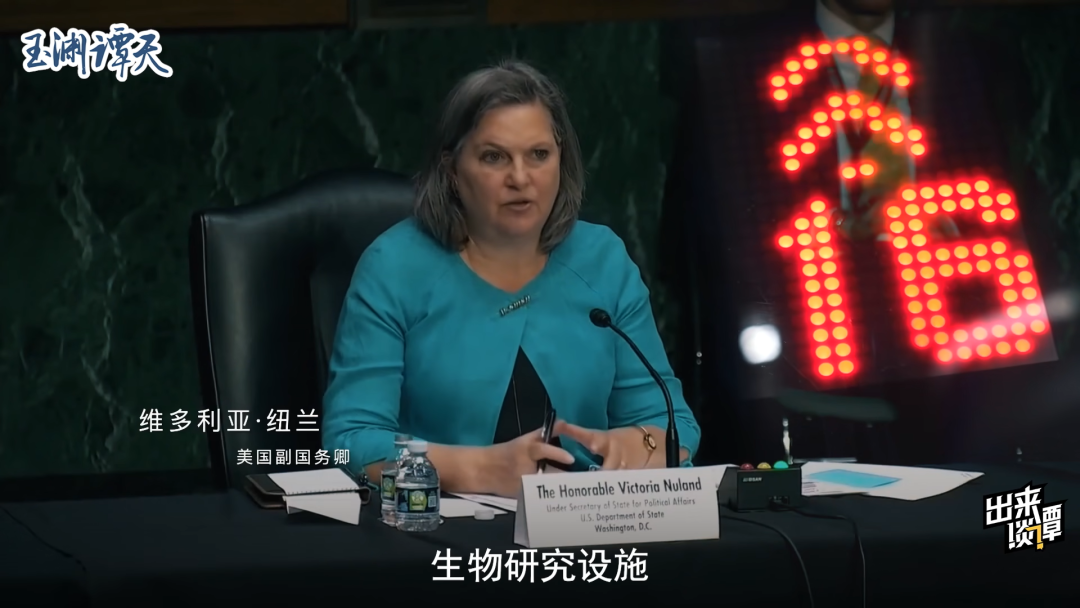 玉渊谭天
16
维多利亚·纽兰
美国副国务卿
The Honorable Victoria Nuland
Under Secretary of State for Political Affairs
U.S. Department of State
Washington, D.C.
出来
谈谭
生物研究设施